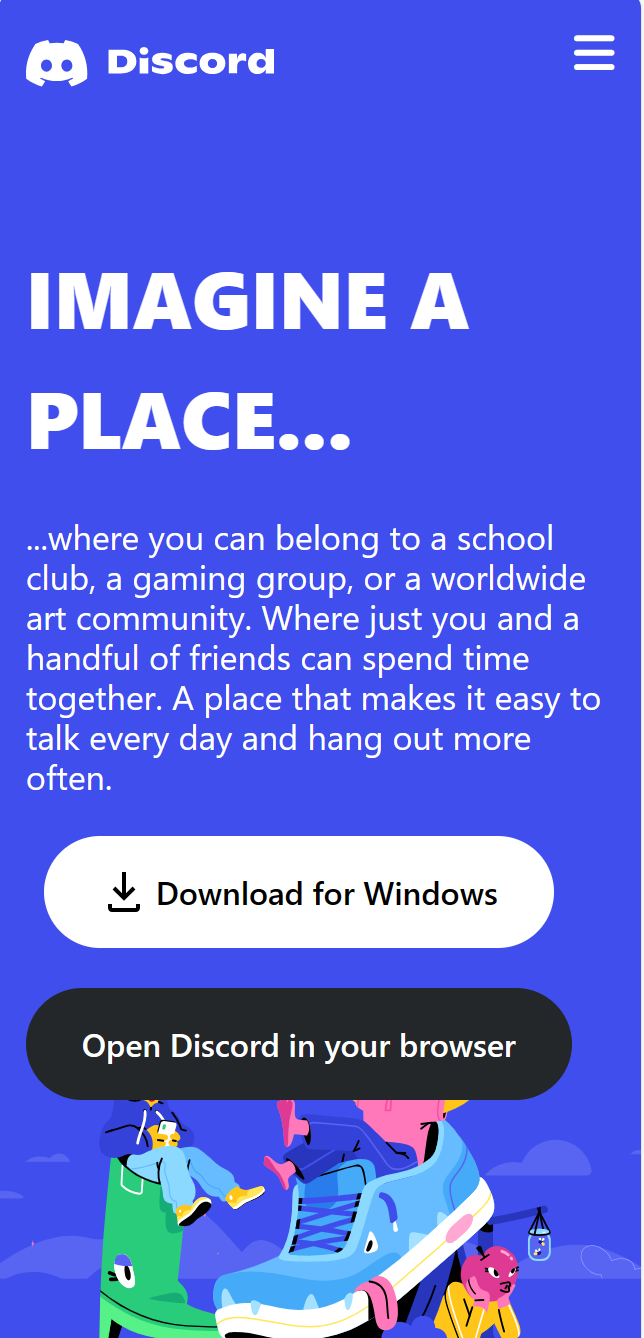 Discord
IMAGINE A
PLACE...
...where you can belong to a school
club, a gaming group, or a worldwide
art community. Where just you and a
handful of friends can spend time
together. A place that makes it easy to
talk every day and hang out more
often.
Download for Windows
Open Discord in your browser